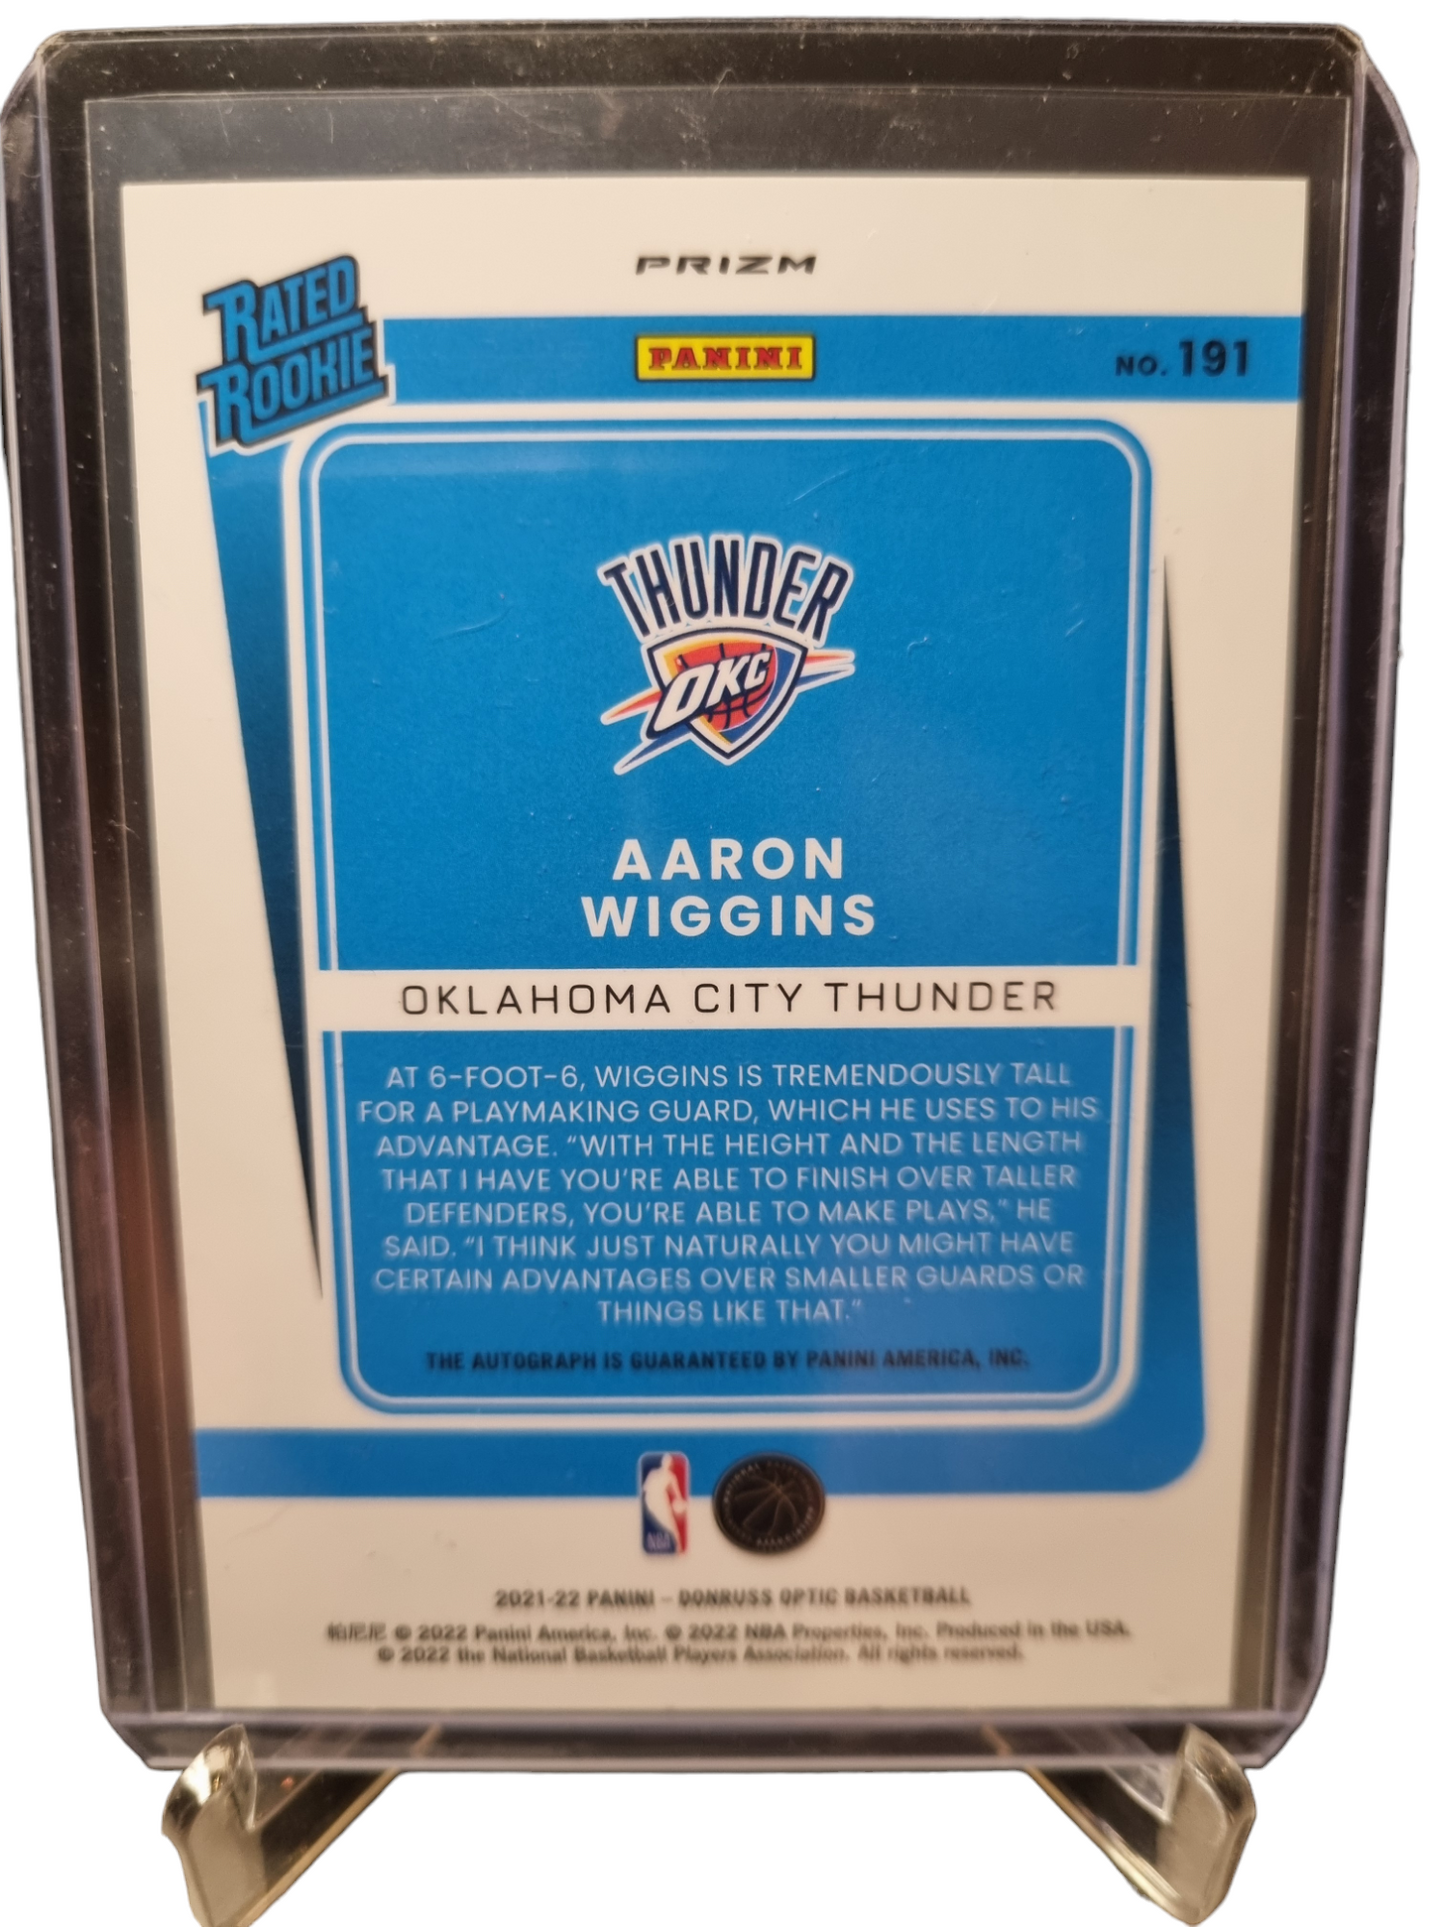 PRIZM
RATED
ROOKIE
PANINI
NO. 191
THUNDER
OKC
AARON
WIGGINS
OKLAHOMA CITY THUNDER
AT 6-FOOT-6, WIGGINS IS TREMENDOUSLY TALL
FOR A PLAYMAKING GUARD, WHICH HE USES TO HIS
ADVANTAGE. “WITH THE HEIGHT AND THE LENGTH
THAT I HAVE YOU’RE ABLE TO FINISH OVER TALLER
DEFENDERS, YOU’RE ABLE TO MAKE PLAYS,” HE
SAID. “I THINK JUST NATURALLY YOU MIGHT HAVE
CERTAIN ADVANTAGES OVER SMALLER GUARDS OR
THINGS LIKE THAT.”
THE AUTOGRAPH IS GUARANTEED BY PANINI AMERICA, INC.
2021-22 PANINI – DONRUSS OPTIC BASKETBALL
帕尼尼 © 2022 Panini America, Inc. © 2022 NBA Properties, Inc. Produced in the USA.
© 2022 the National Basketball Players Association. All rights reserved.